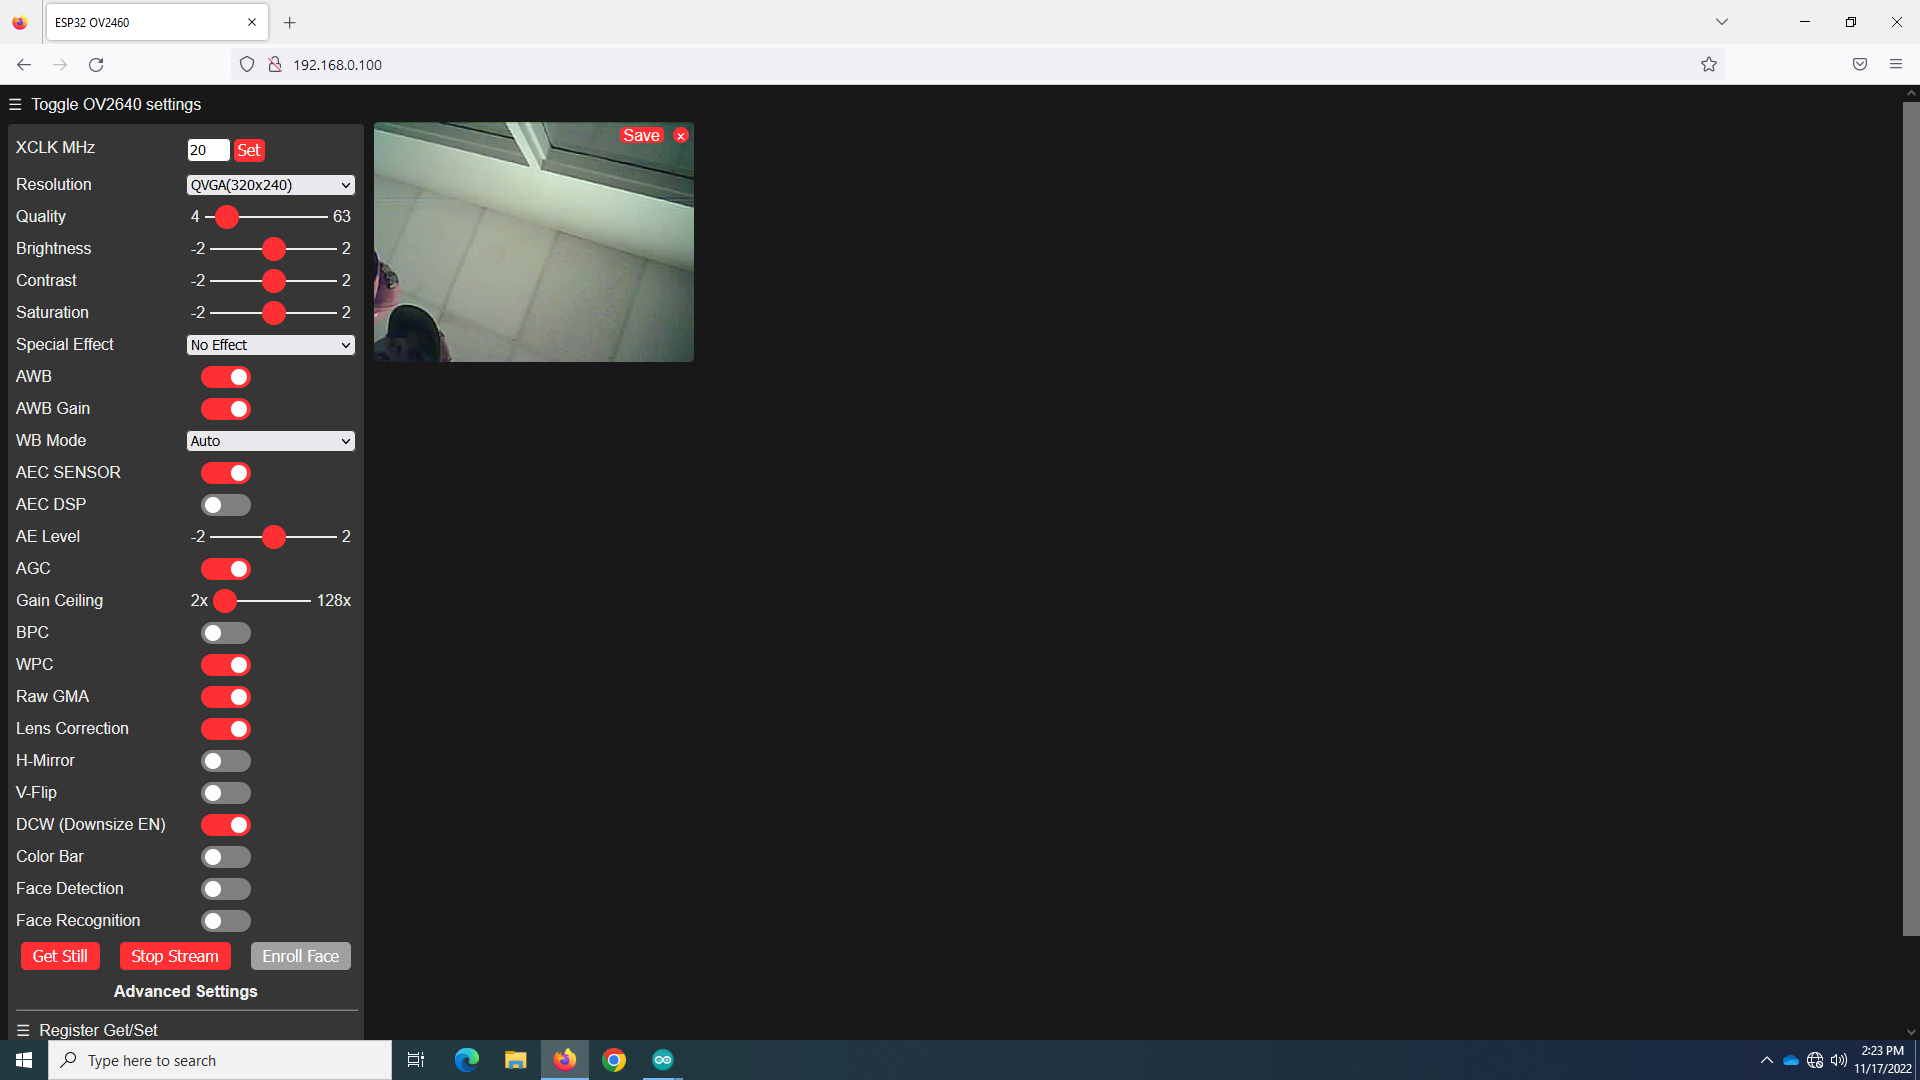 ESP32 OV2460
192.168.0.100
☰ Toggle OV2640 settings
XCLK MHz 20 Set
Resolution QVGA(320x240)
Quality 4 63
Brightness -2 2
Contrast -2 2
Saturation -2 2
Special Effect No Effect
AWB
AWB Gain
WB Mode Auto
AEC SENSOR
AEC DSP
AE Level -2 2
AGC
Gain Ceiling 2x 128x
BPC
WPC
Raw GMA
Lens Correction
H-Mirror
V-Flip
DCW (Downsize EN)
Color Bar
Face Detection
Face Recognition
Get Still Stop Stream Enroll Face
Advanced Settings
☰ Register Get/Set
Save ×
Type here to search
2:23 PM
11/17/2022